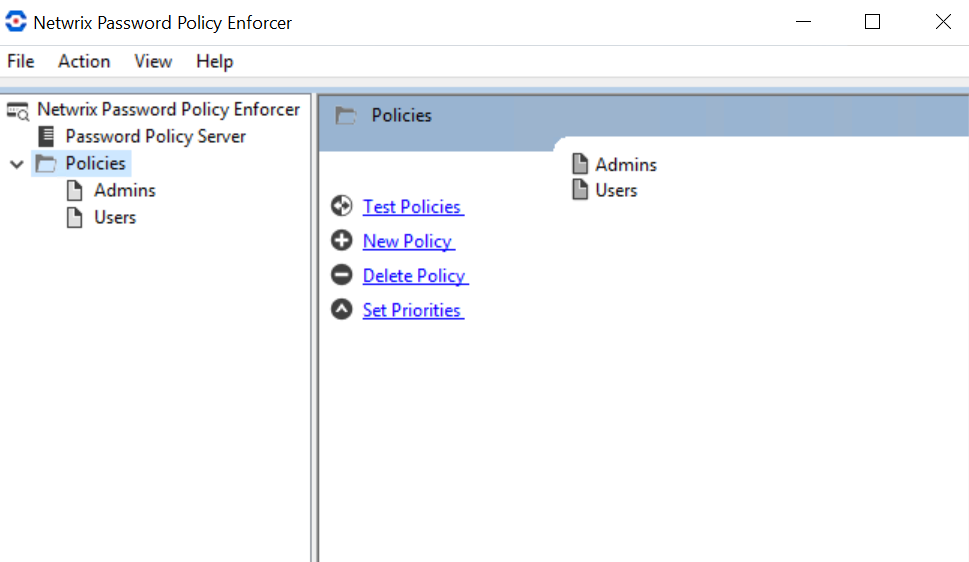 Netwrix Password Policy Enforcer
File Action View Help
Netwrix Password Policy Enforcer
Password Policy Server
Policies
Admins
Users
Policies
Test Policies
New Policy
Delete Policy
Set Priorities
Admins
Users